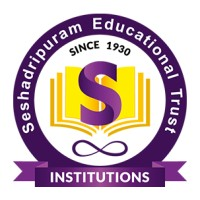 Seshadripuram Educational Trust
SINCE 1930
S
INSTITUTIONS